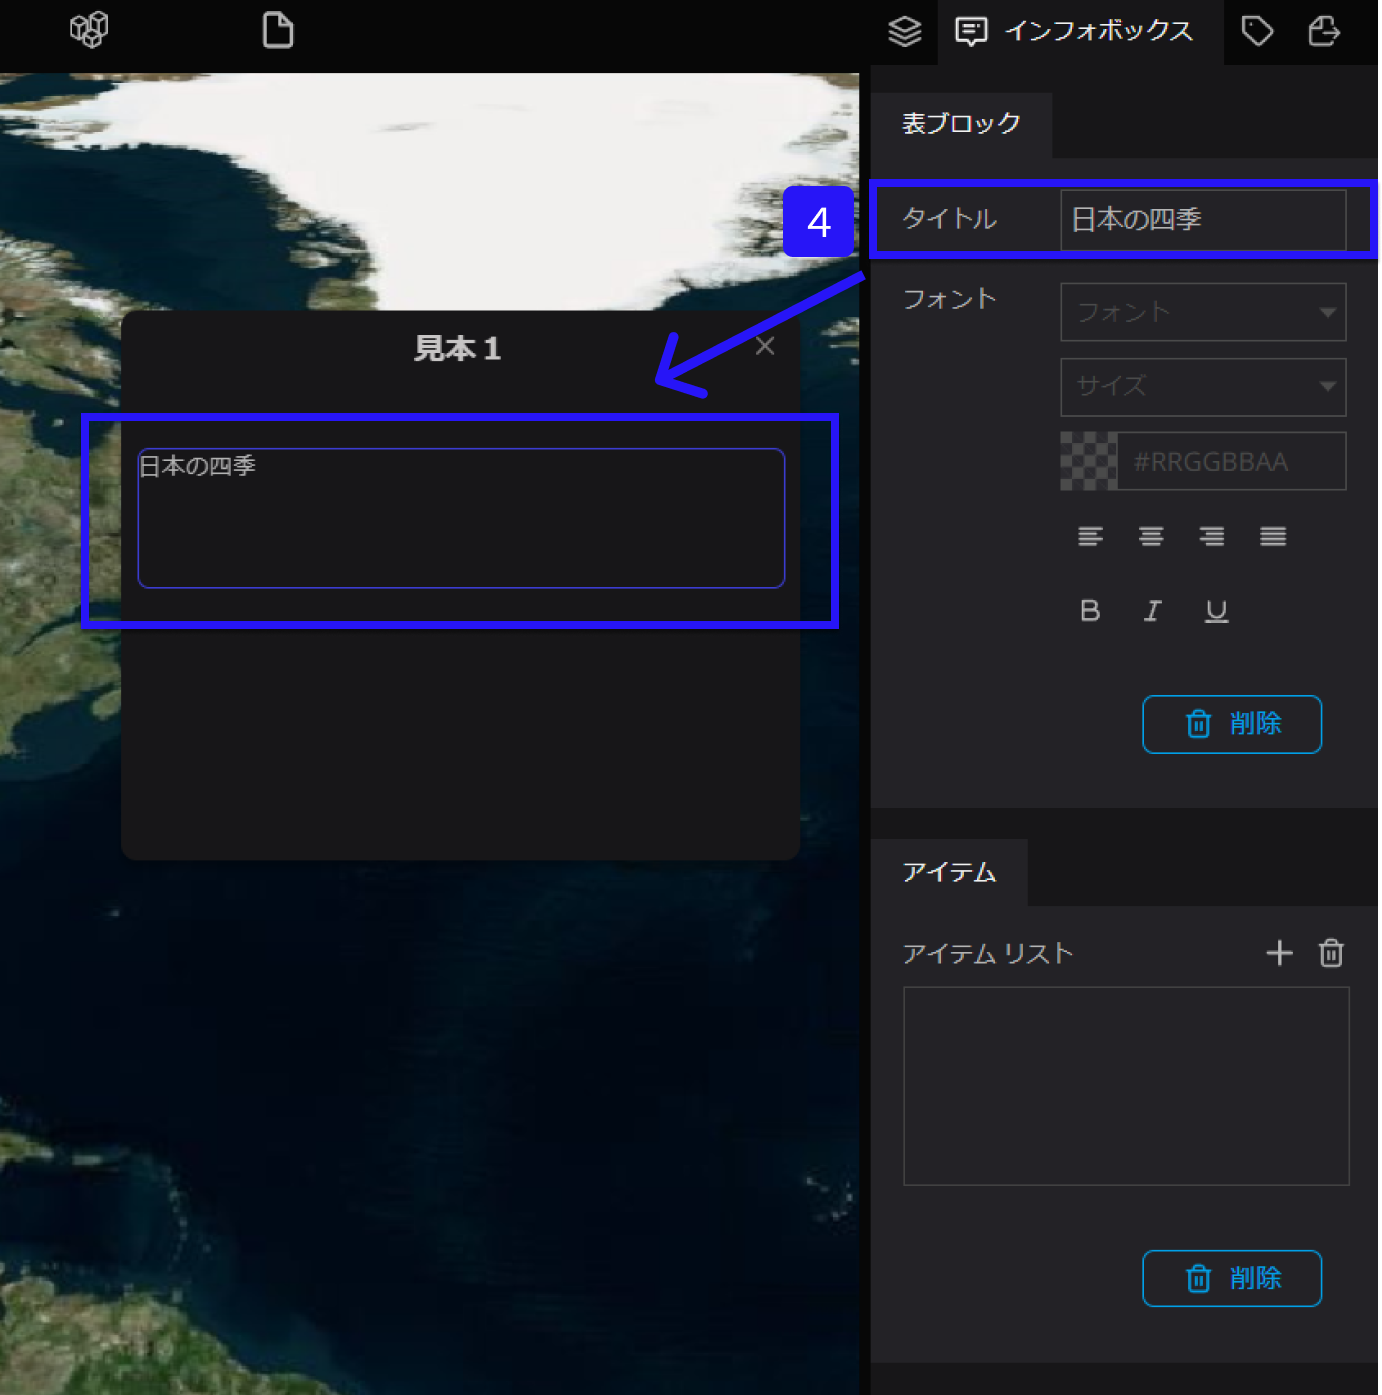 インフォボックス
表ブロック
4
タイトル
日本の四季
フォント
フォント
サイズ
#RRGGBBAA
B I U
削除
見本 1
日本の四季
アイテム
アイテム リスト
削除